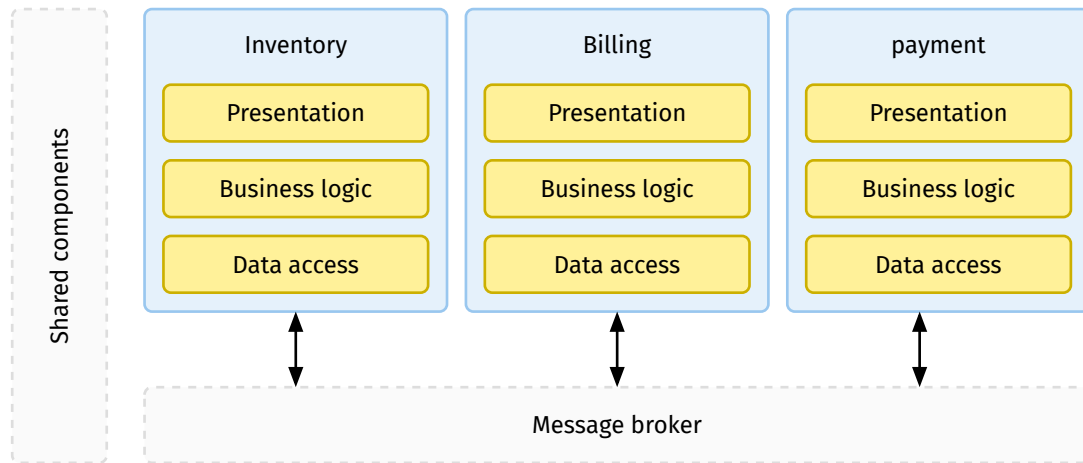 Shared components
Inventory
Presentation
Business logic
Data access
Billing
Presentation
Business logic
Data access
payment
Presentation
Business logic
Data access
Message broker